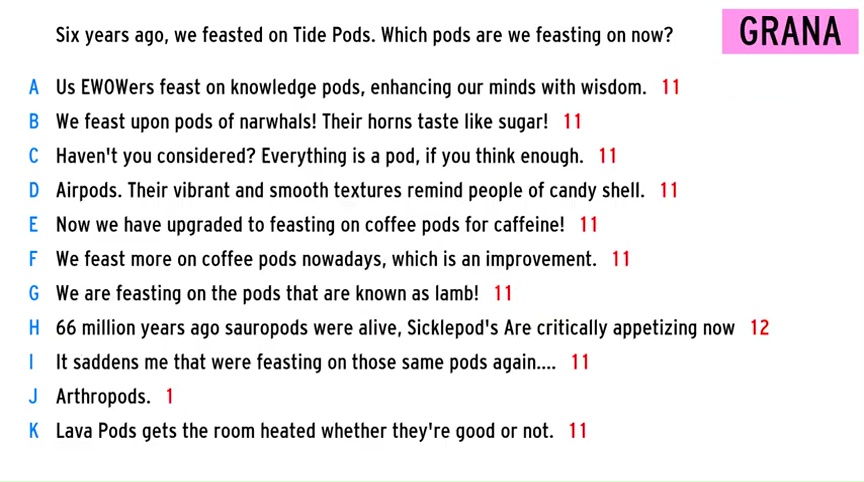 Six years ago, we feasted on Tide Pods. Which pods are we feasting on now?
GRANA
A Us EWOWers feast on knowledge pods, enhancing our minds with wisdom. 11
B We feast upon pods of narwhals! Their horns taste like sugar! 11
C Haven't you considered? Everything is a pod, if you think enough. 11
D Airpods. Their vibrant and smooth textures remind people of candy shell. 11
E Now we have upgraded to feasting on coffee pods for caffeine! 11
F We feast more on coffee pods nowadays, which is an improvement. 11
G We are feasting on the pods that are known as lamb! 11
H 66 million years ago sauropods were alive, Sicklepod's Are critically appetizing now 12
I It saddens me that were feasting on those same pods again.... 11
J Arthropods. 1
K Lava Pods gets the room heated whether they're good or not. 11